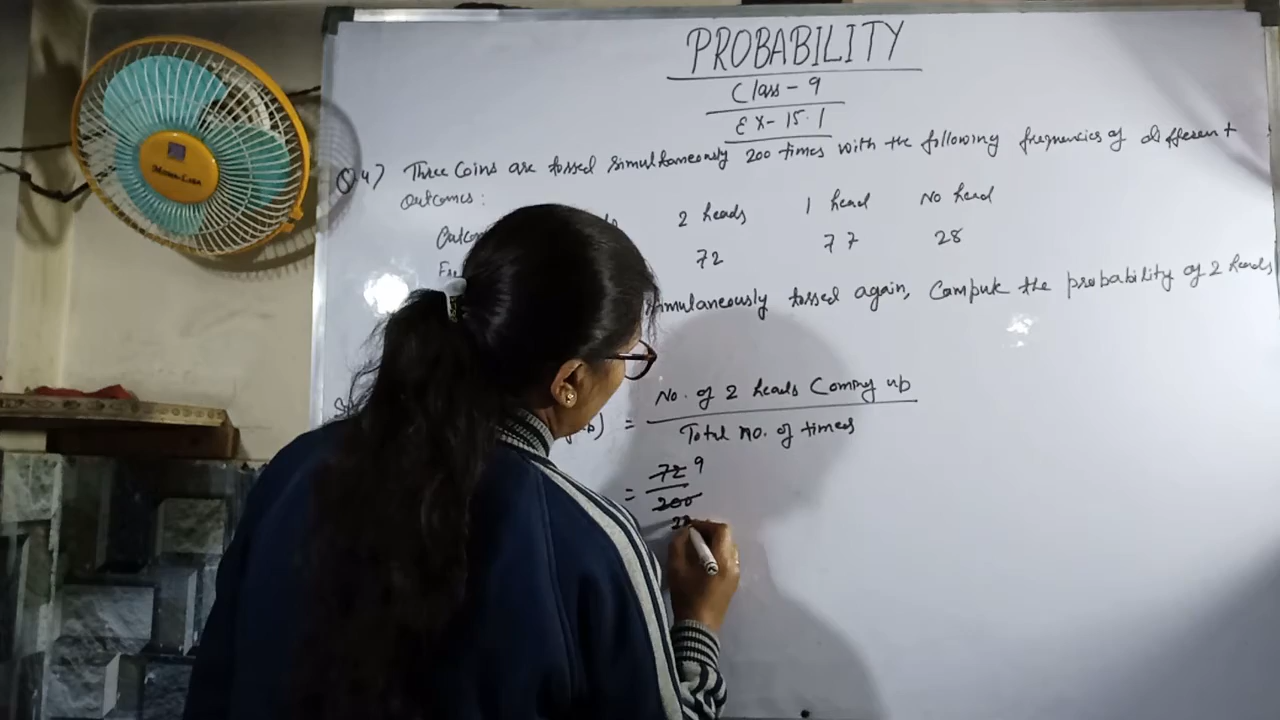 PROBABILITY
Class - 9
EX - 15.1
Q4) Three Coins are tossed simultaneously 200 times with the following frequencies of different
outcomes :
2 heads 1 head No head
72 77 28
simultaneously tossed again, Compute the probability of 2 heads
No. of 2 heads Coming up
= Total no. of times
= 72 9
200